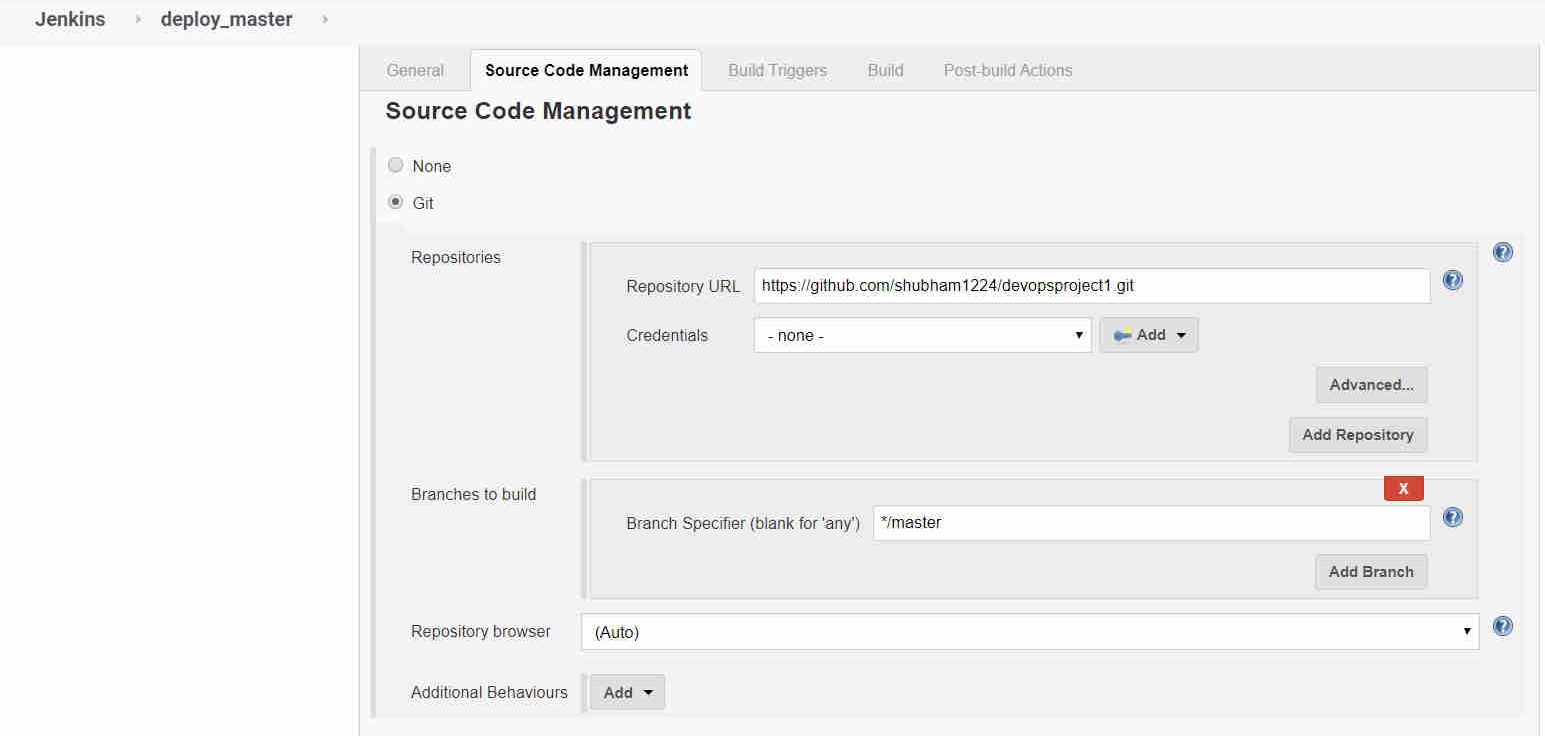 Jenkins › deploy_master ›
General Source Code Management Build Triggers Build Post-build Actions
Source Code Management
None
Git
Repositories
?
Repository URL https://github.com/shubham1224/devopsproject1.git ?
Credentials - none - Add
Advanced...
Add Repository
X
Branches to build
Branch Specifier (blank for 'any') */master ?
Add Branch
Repository browser (Auto) ?
Additional Behaviours Add